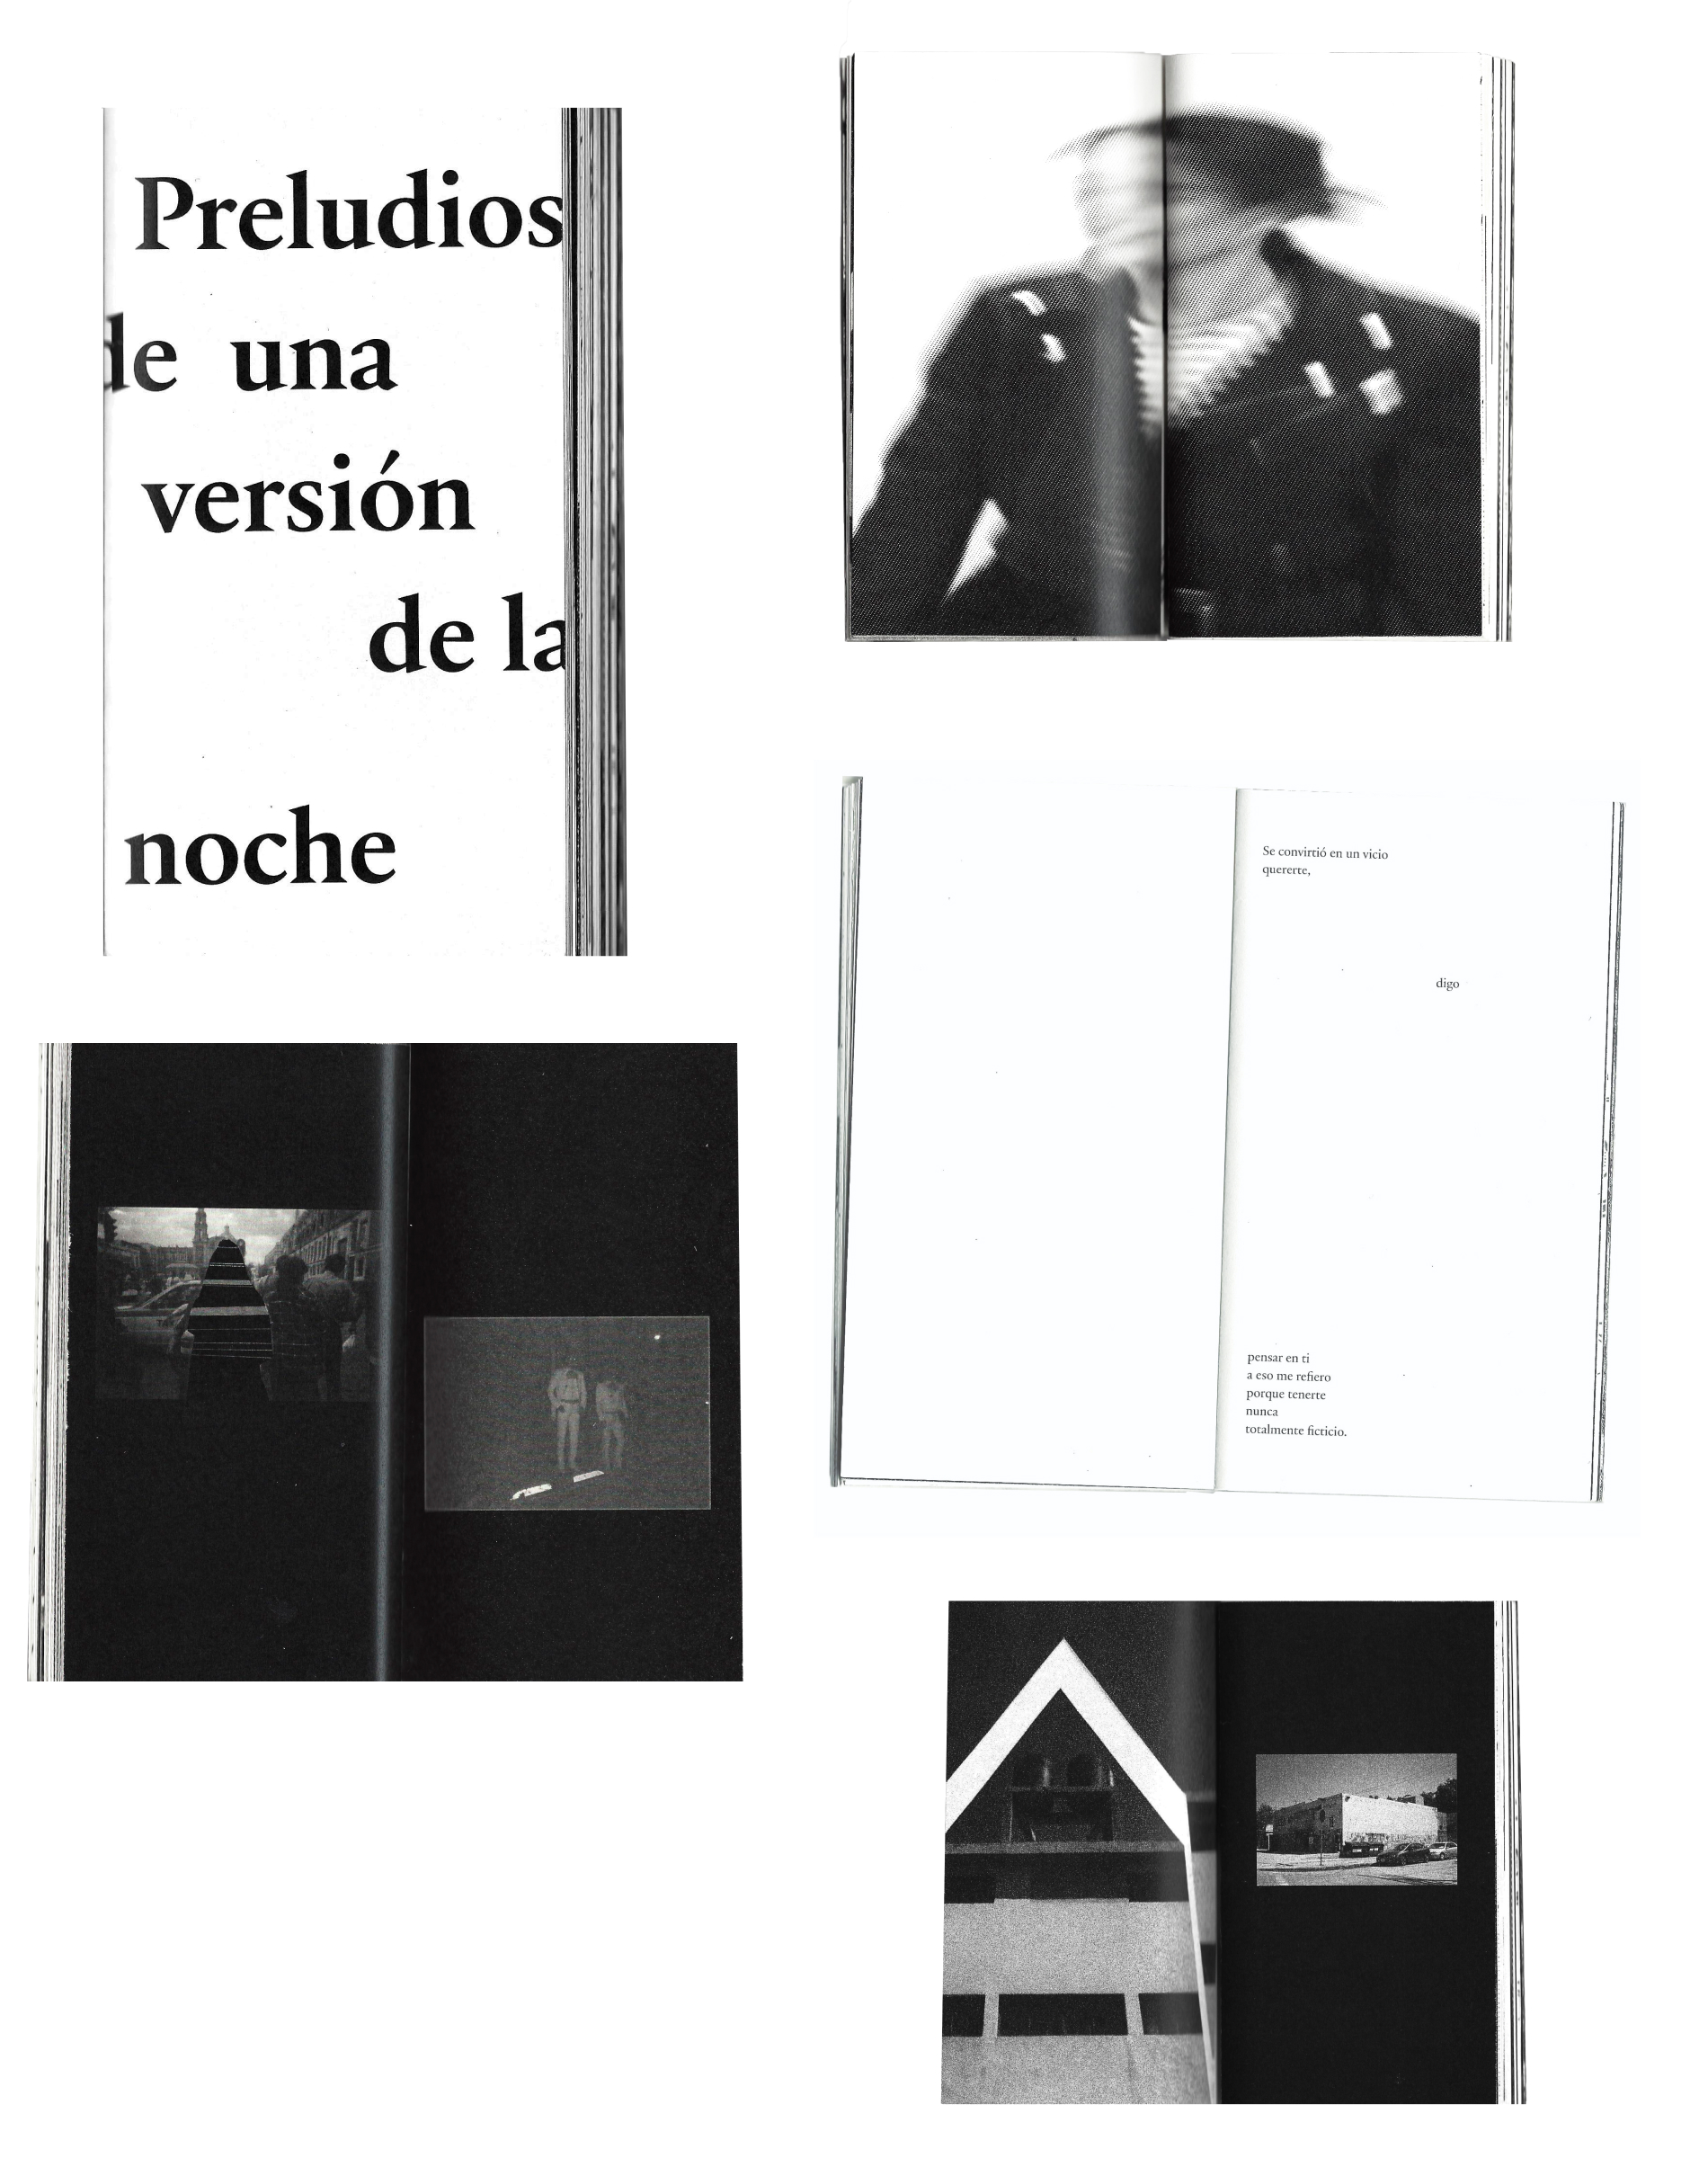 Preludios
de una
versión
de la
noche
Se convirtió en un vicio
quererte,
digo
pensar en ti
a eso me refiero
porque tenerte
nunca
totalmente ficticio.